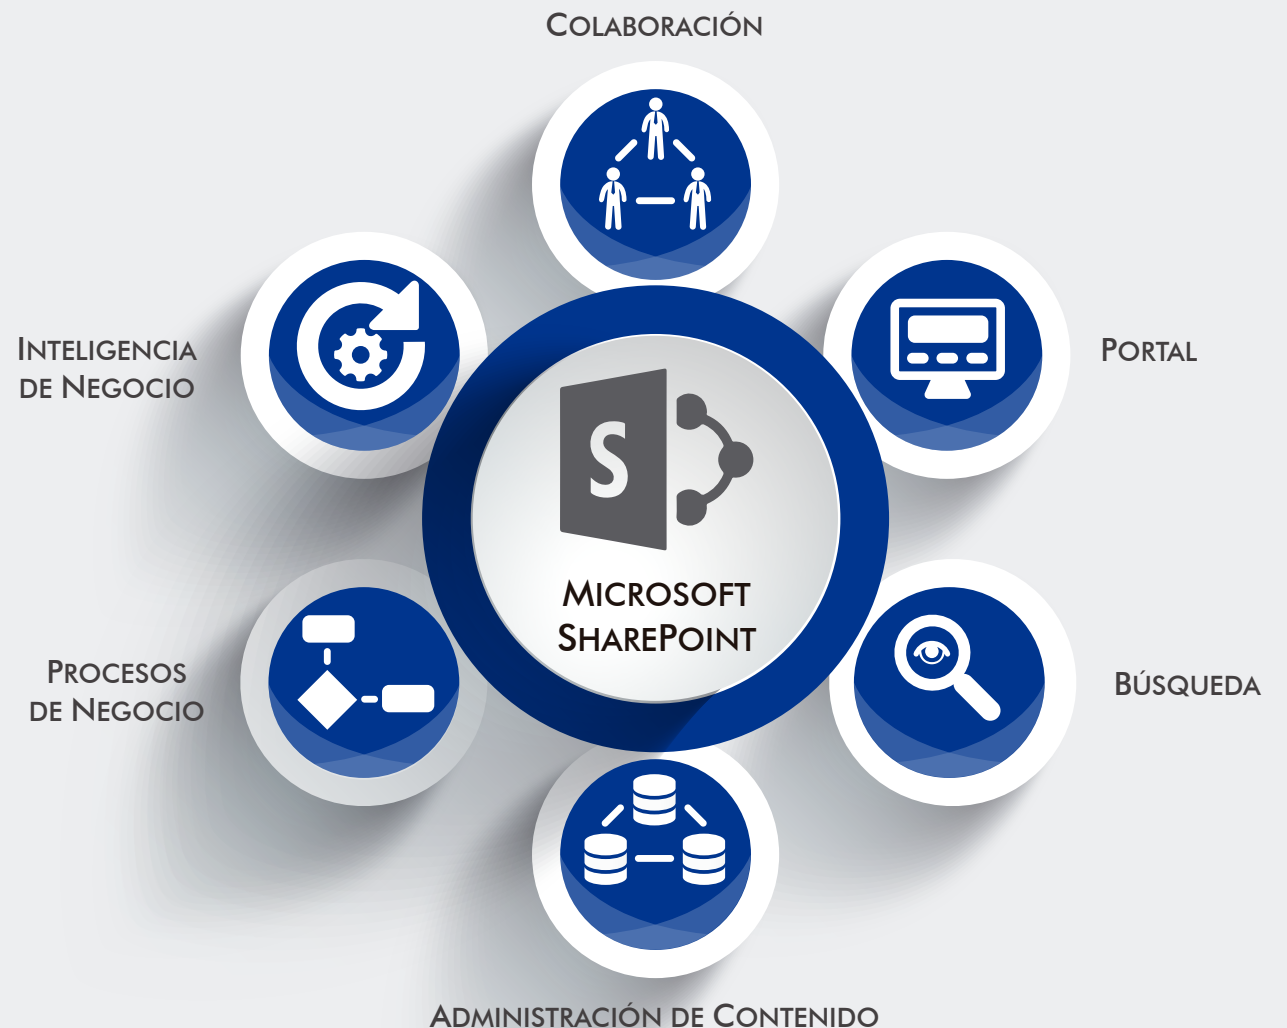 Colaboración
Inteligencia
de Negocio
Portal
S
Microsoft
SharePoint
Procesos
de Negocio
Búsqueda
Administración de Contenido